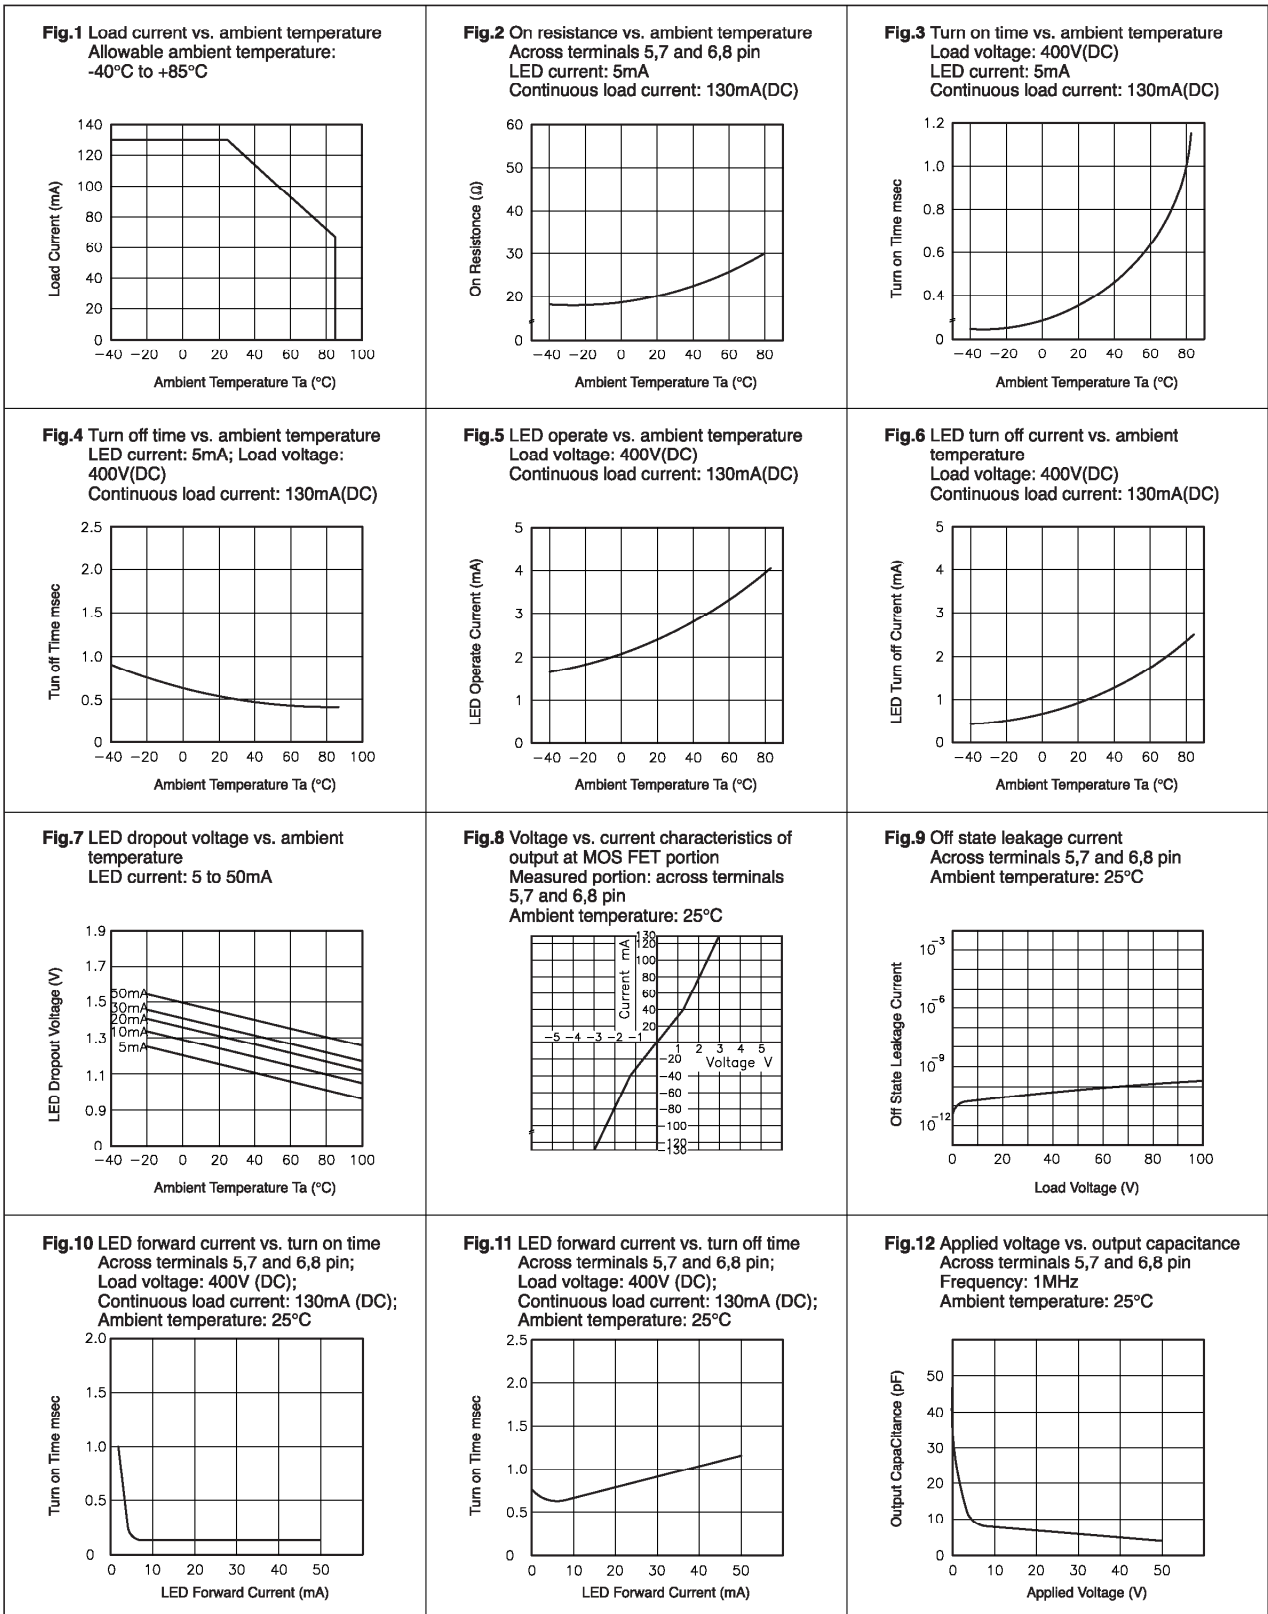 Fig.1 Load current vs. ambient temperature
Allowable ambient temperature:
-40°C to +85°C
140
120
100
80
60
40
20
0
Load Current (mA)
−40 −20 0 20 40 60 80 100
Ambient Temperature Ta (°C)
Fig.2 On resistance vs. ambient temperature
Across terminals 5,7 and 6,8 pin
LED current: 5mA
Continuous load current: 130mA(DC)
60
50
40
30
20
0
On Resistonce (Ω)
−40 −20 0 20 40 60 80
Ambient Temperature Ta (°C)
Fig.3 Turn on time vs. ambient temperature
Load voltage: 400V(DC)
LED current: 5mA
Continuous load current: 130mA(DC)
1.2
1.0
0.8
0.6
0.4
0
Turn on Time msec
−40 −20 0 20 40 60 80
Ambient Temperature Ta (°C)
Fig.4 Turn off time vs. ambient temperature
LED current: 5mA; Load voltage:
400V(DC)
Continuous load current: 130mA(DC)
2.5
2.0
1.5
1.0
0.5
0
Tun off Time msec
−40 −20 0 20 40 60 80 100
Ambient Temperature Ta (°C)
Fig.5 LED operate vs. ambient temperature
Load voltage: 400V(DC)
Continuous load current: 130mA(DC)
5
4
3
2
1
0
LED Operate Current (mA)
−40 −20 0 20 40 60 80
Ambient Temperature Ta (°C)
Fig.6 LED turn off current vs. ambient
temperature
Load voltage: 400V(DC)
Continuous load current: 130mA(DC)
5
4
3
2
1
0
LED Turn off Current (mA)
−40 −20 0 20 40 60 80
Ambient Temperature Ta (°C)
Fig.7 LED dropout voltage vs. ambient
temperature
LED current: 5 to 50mA
1.9
1.7
1.5
1.3
1.1
0.9
0
LED Dropout Voltage (V)
50mA
30mA
20mA
10mA
5mA
−40 −20 0 20 40 60 80 100
Ambient Temperature Ta (°C)
Fig.8 Voltage vs. current characteristics of
output at MOS FET portion
Measured portion: across terminals
5,7 and 6,8 pin
Ambient temperature: 25°C
130
120
100
80
60
40
20
Current mA
−5 −4 −3 −2 −1
1 2 3 4 5
Voltage V
−20
−40
−60
−80
−100
−120
−130
Fig.9 Off state leakage current
Across terminals 5,7 and 6,8 pin
Ambient temperature: 25°C
10−3
10−6
10−9
10−12
Off State Leakage Current
0 20 40 60 80 100
Load Voltage (V)
Fig.10 LED forward current vs. turn on time
Across terminals 5,7 and 6,8 pin;
Load voltage: 400V (DC);
Continuous load current: 130mA (DC);
Ambient temperature: 25°C
2.0
1.5
1.0
0.5
0
Turn on Time msec
0 10 20 30 40 50
LED Forward Current (mA)
Fig.11 LED forward current vs. turn off time
Across terminals 5,7 and 6,8 pin;
Load voltage: 400V (DC);
Continuous load current: 130mA (DC);
Ambient temperature: 25°C
2.5
2.0
1.5
1.0
0.5
0
Turn on Time msec
0 10 20 30 40 50
LED Forward Current (mA)
Fig.12 Applied voltage vs. output capacitance
Across terminals 5,7 and 6,8 pin
Frequency: 1MHz
Ambient temperature: 25°C
50
40
30
20
10
0
Output CapaCitance (pF)
0 10 20 30 40 50
Applied Voltage (V)